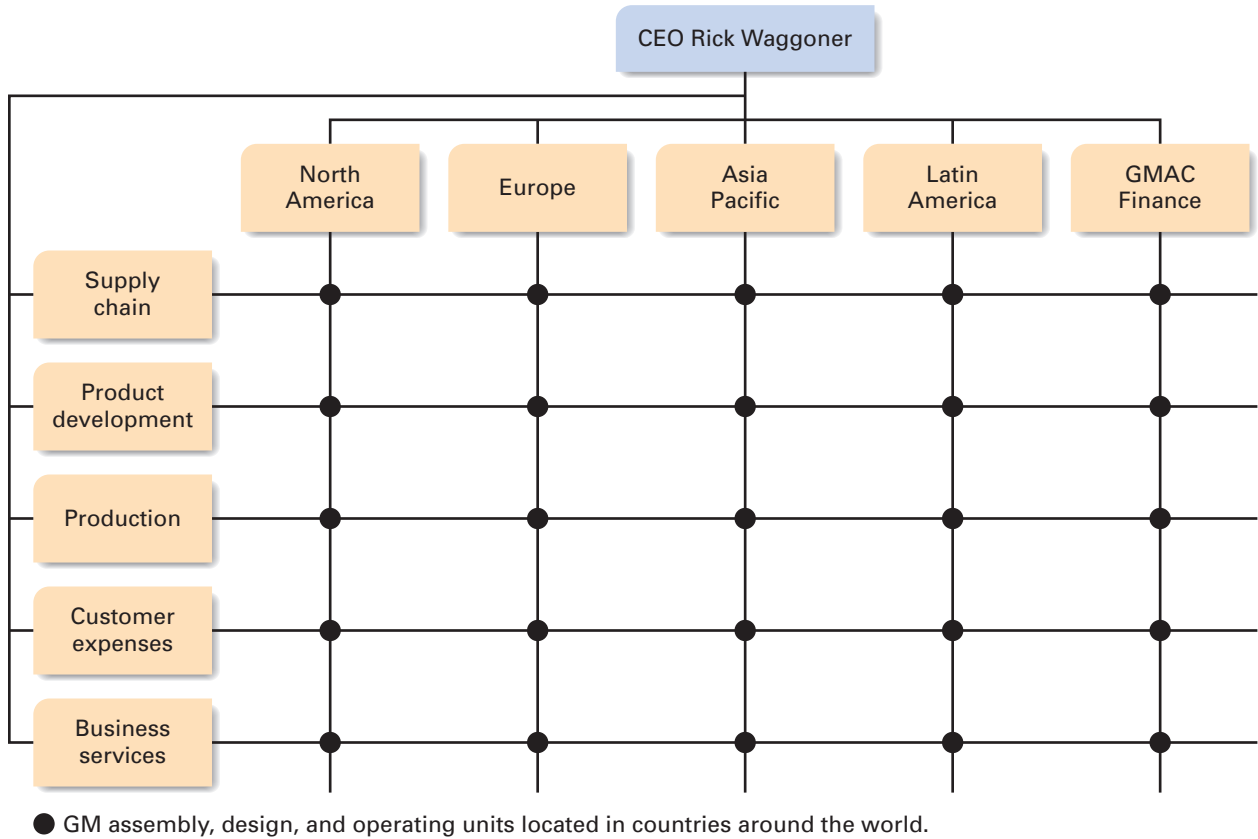 CEO Rick Waggoner
North
America
Europe
Asia
Pacific
Latin
America
GMAC
Finance
Supply
chain
Product
development
Production
Customer
expenses
Business
services
GM assembly, design, and operating units located in countries around the world.